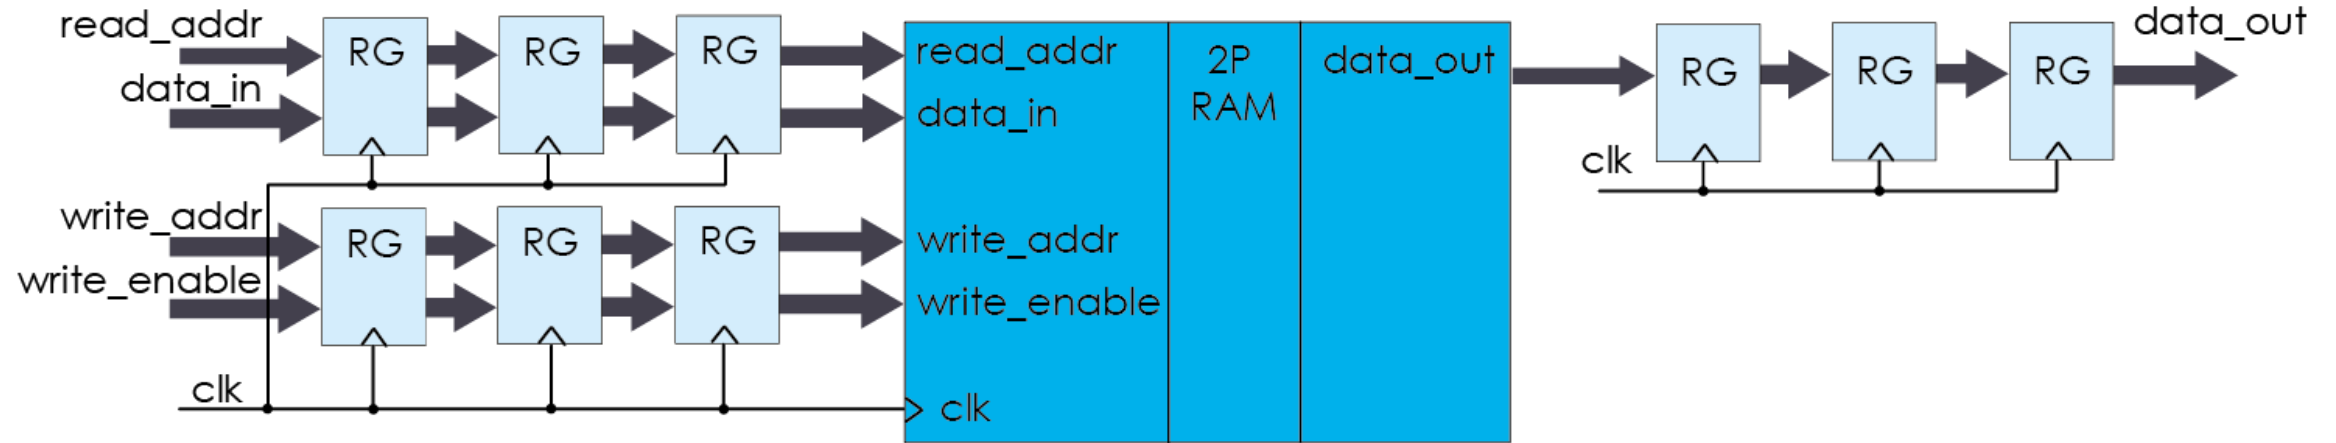 read_addr
data_in
RG
RG
RG
write_addr
write_enable
RG
RG
RG
clk
read_addr
data_in
write_addr
write_enable
clk
2P
RAM
data_out
clk
RG
RG
RG
data_out